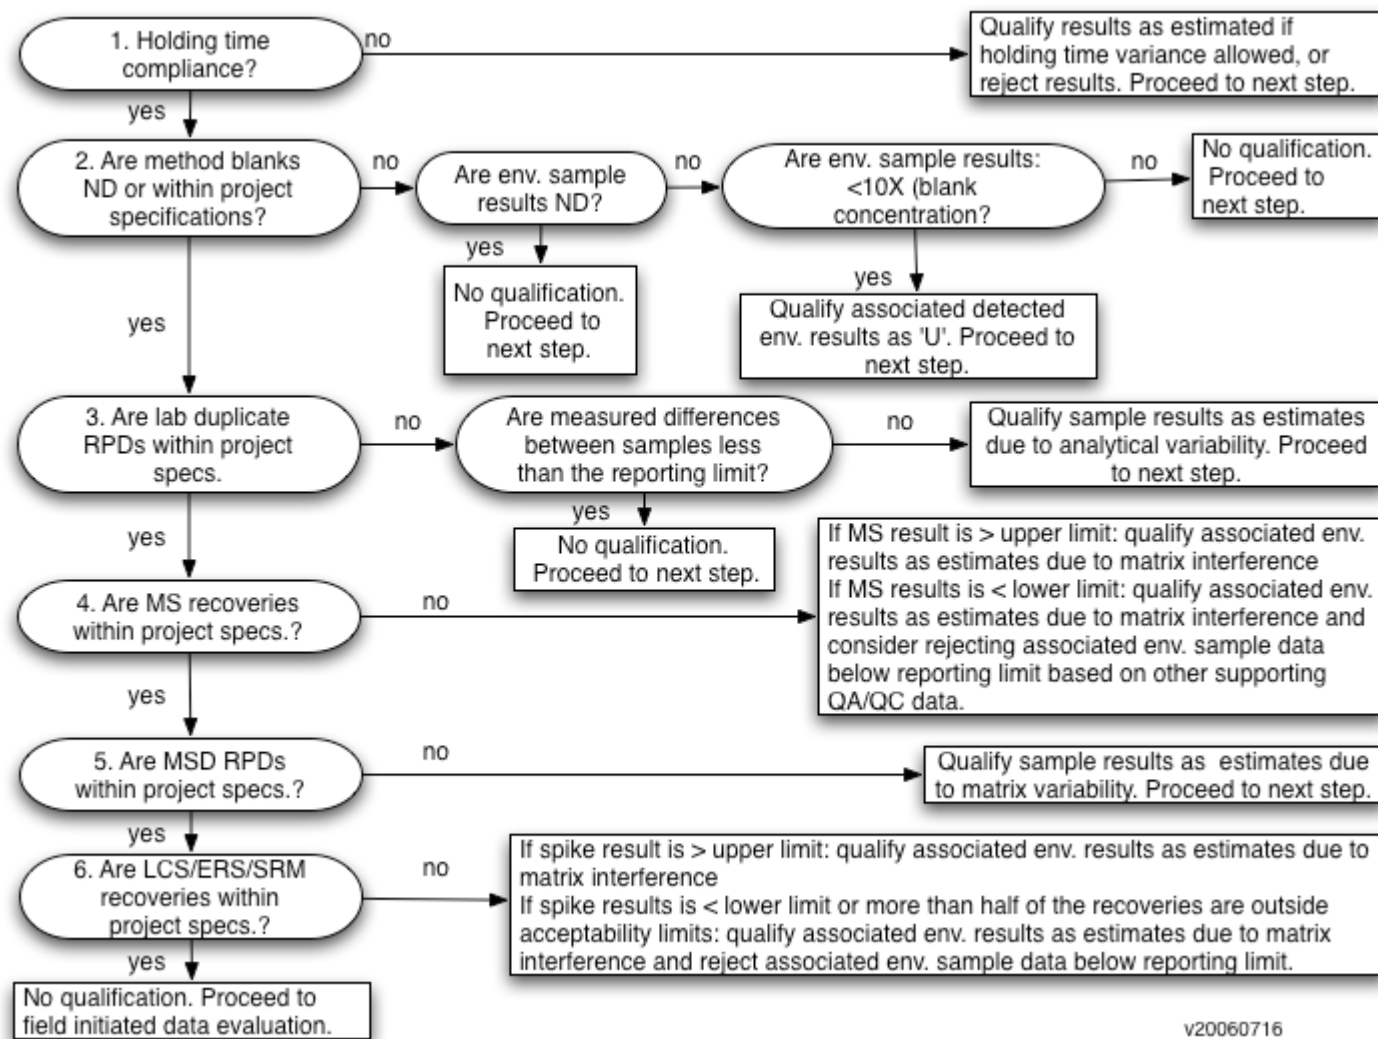 1. Holding time
compliance?
no
Qualify results as estimated if
holding time variance allowed, or
reject results. Proceed to next step.
yes
2. Are method blanks
ND or within project
specifications?
no
Are env. sample
results ND?
no
Are env. sample results:
<10X (blank
concentration?
no
No qualification.
Proceed to
next step.
yes
No qualification.
Proceed to
next step.
yes
Qualify associated detected
env. results as 'U'. Proceed to
next step.
yes
3. Are lab duplicate
RPDs within project
specs.
no
Are measured differences
between samples less
than the reporting limit?
no
Qualify sample results as estimates
due to analytical variability. Proceed
to next step.
yes
No qualification.
Proceed to next step.
yes
4. Are MS recoveries
within project specs.?
no
If MS result is > upper limit: qualify associated env.
results as estimates due to matrix interference
If MS results is < lower limit: qualify associated env.
results as estimates due to matrix interference and
consider rejecting associated env. sample data
below reporting limit based on other supporting
QA/QC data.
yes
5. Are MSD RPDs
within project specs.?
no
Qualify sample results as estimates due
to matrix variability. Proceed to next step.
yes
6. Are LCS/ERS/SRM
recoveries within
project specs.?
no
If spike result is > upper limit: qualify associated env. results as estimates due to
matrix interference
If spike results is < lower limit or more than half of the recoveries are outside
acceptability limits: qualify associated env. results as estimates due to matrix
interference and reject associated env. sample data below reporting limit.
yes
No qualification. Proceed to
field initiated data evaluation.
v20060716